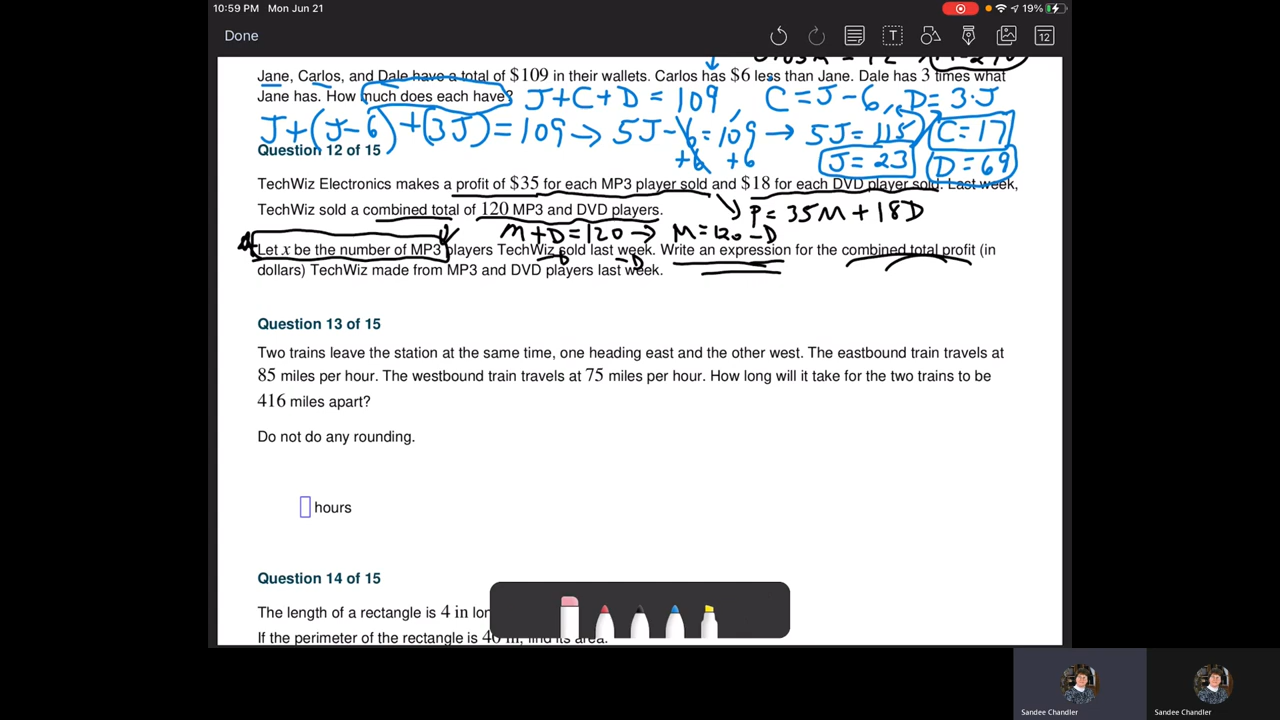 10:59 PM Mon Jun 21
19%
Done
T
12
Jane, Carlos, and Dale have a total of $109 in their wallets. Carlos has $6 less than Jane. Dale has 3 times what
Jane has. How much does each have? J+C+D = 109 C = J-6, D = 3·J
J+(J-6)+(3J) = 109 → 5J-6 = 109 → 5J = 115 C = 17
+6 +6 J = 23 D = 69
Question 12 of 15
TechWiz Electronics makes a profit of $35 for each MP3 player sold and $18 for each DVD player sold. Last week,
TechWiz sold a combined total of 120 MP3 and DVD players. P = 35M + 18D
M+D = 120 → M = 120-D
Let x be the number of MP3 players TechWiz sold last week. Write an expression for the combined total profit (in
-D -D
dollars) TechWiz made from MP3 and DVD players last week.
Question 13 of 15
Two trains leave the station at the same time, one heading east and the other west. The eastbound train travels at
85 miles per hour. The westbound train travels at 75 miles per hour. How long will it take for the two trains to be
416 miles apart?
Do not do any rounding.
hours
Question 14 of 15
The length of a rectangle is 4 in
If the perimeter of the rectangle is 40 in, find its area.
Sandee Chandler
Sandee Chandler